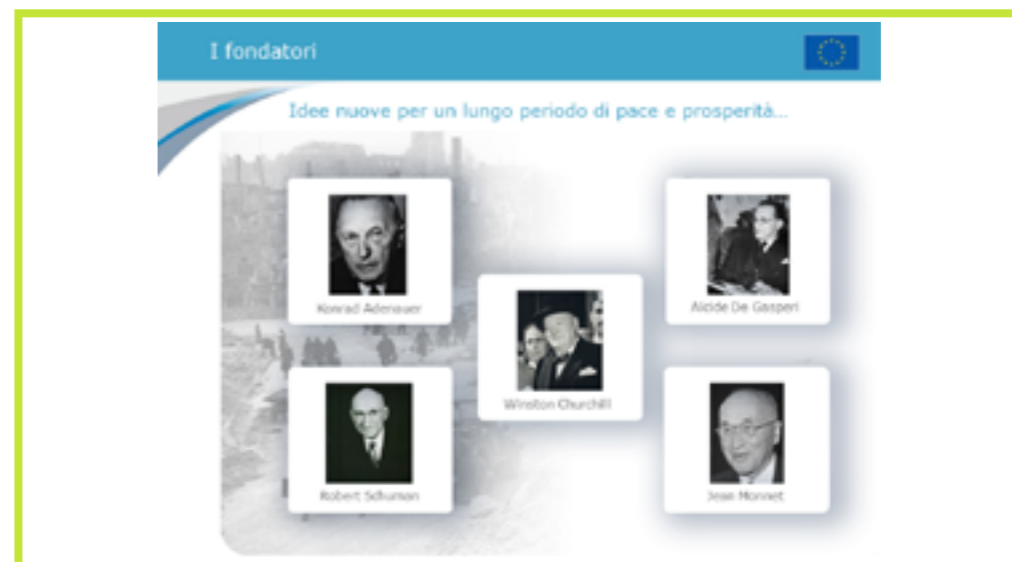 I fondatori
Idee nuove per un lungo periodo di pace e prosperità...
Konrad Adenauer
Alcide De Gasperi
Winston Churchill
Robert Schuman
Jean Monnet